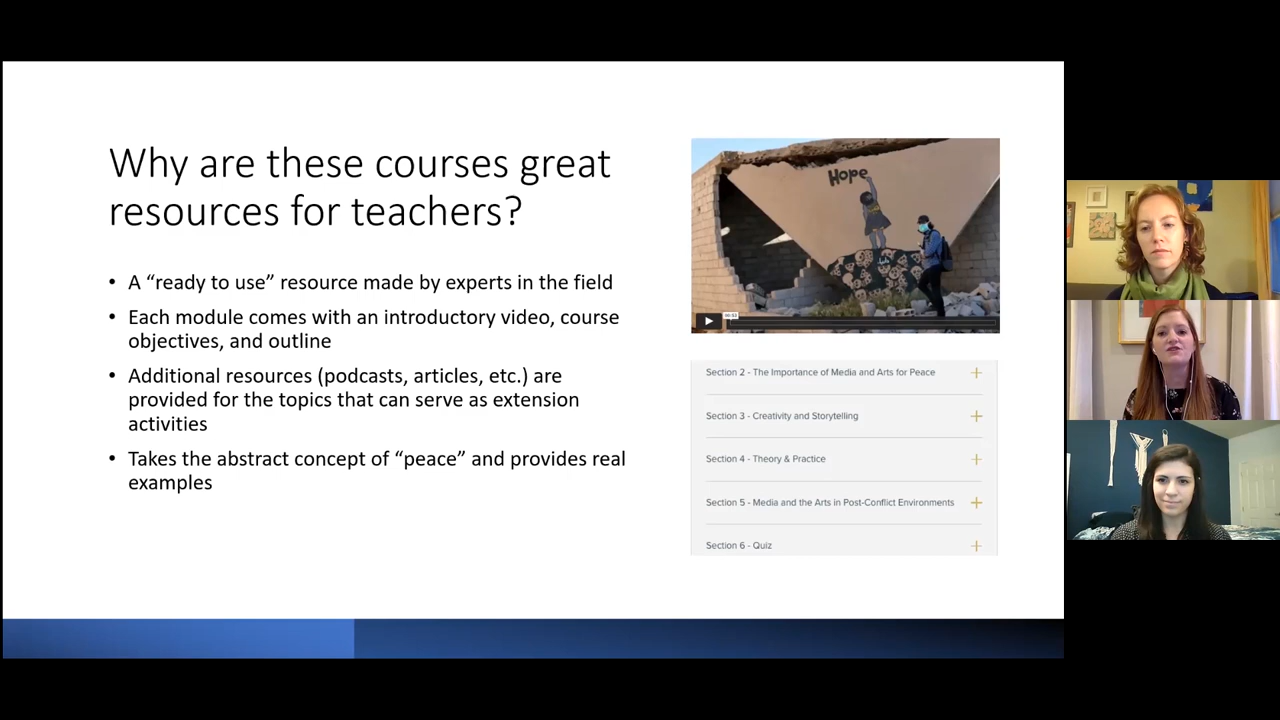 Why are these courses great
resources for teachers?
• A “ready to use” resource made by experts in the field
• Each module comes with an introductory video, course
objectives, and outline
• Additional resources (podcasts, articles, etc.) are
provided for the topics that can serve as extension
activities
• Takes the abstract concept of “peace” and provides real
examples
Hope
Section 2 - The Importance of Media and Arts for Peace
Section 3 - Creativity and Storytelling
Section 4 - Theory & Practice
Section 5 - Media and the Arts in Post-Conflict Environments
Section 6 - Quiz